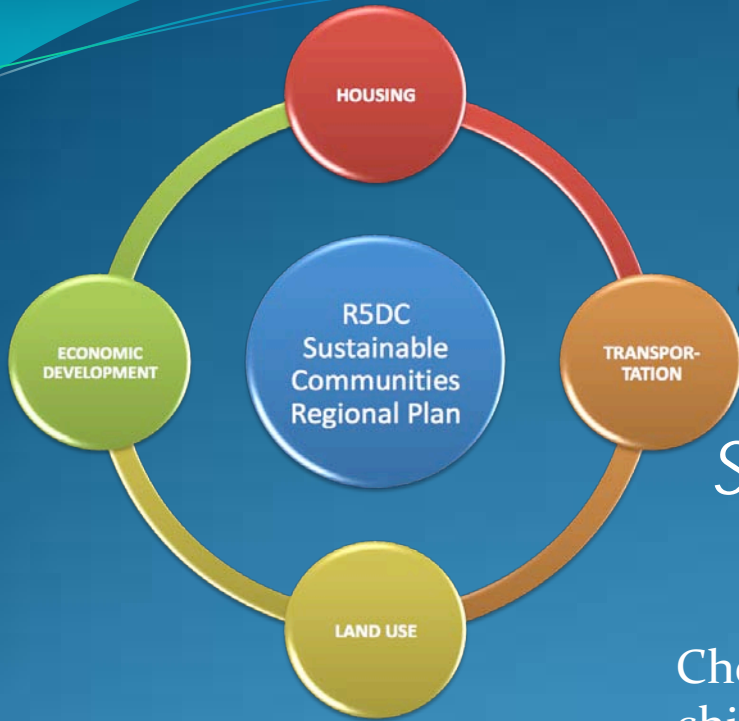 HOUSING
R5DC
Sustainable
Communities
Regional Plan
ECONOMIC
DEVELOPMENT
TRANSPOR-
TATION
LAND USE